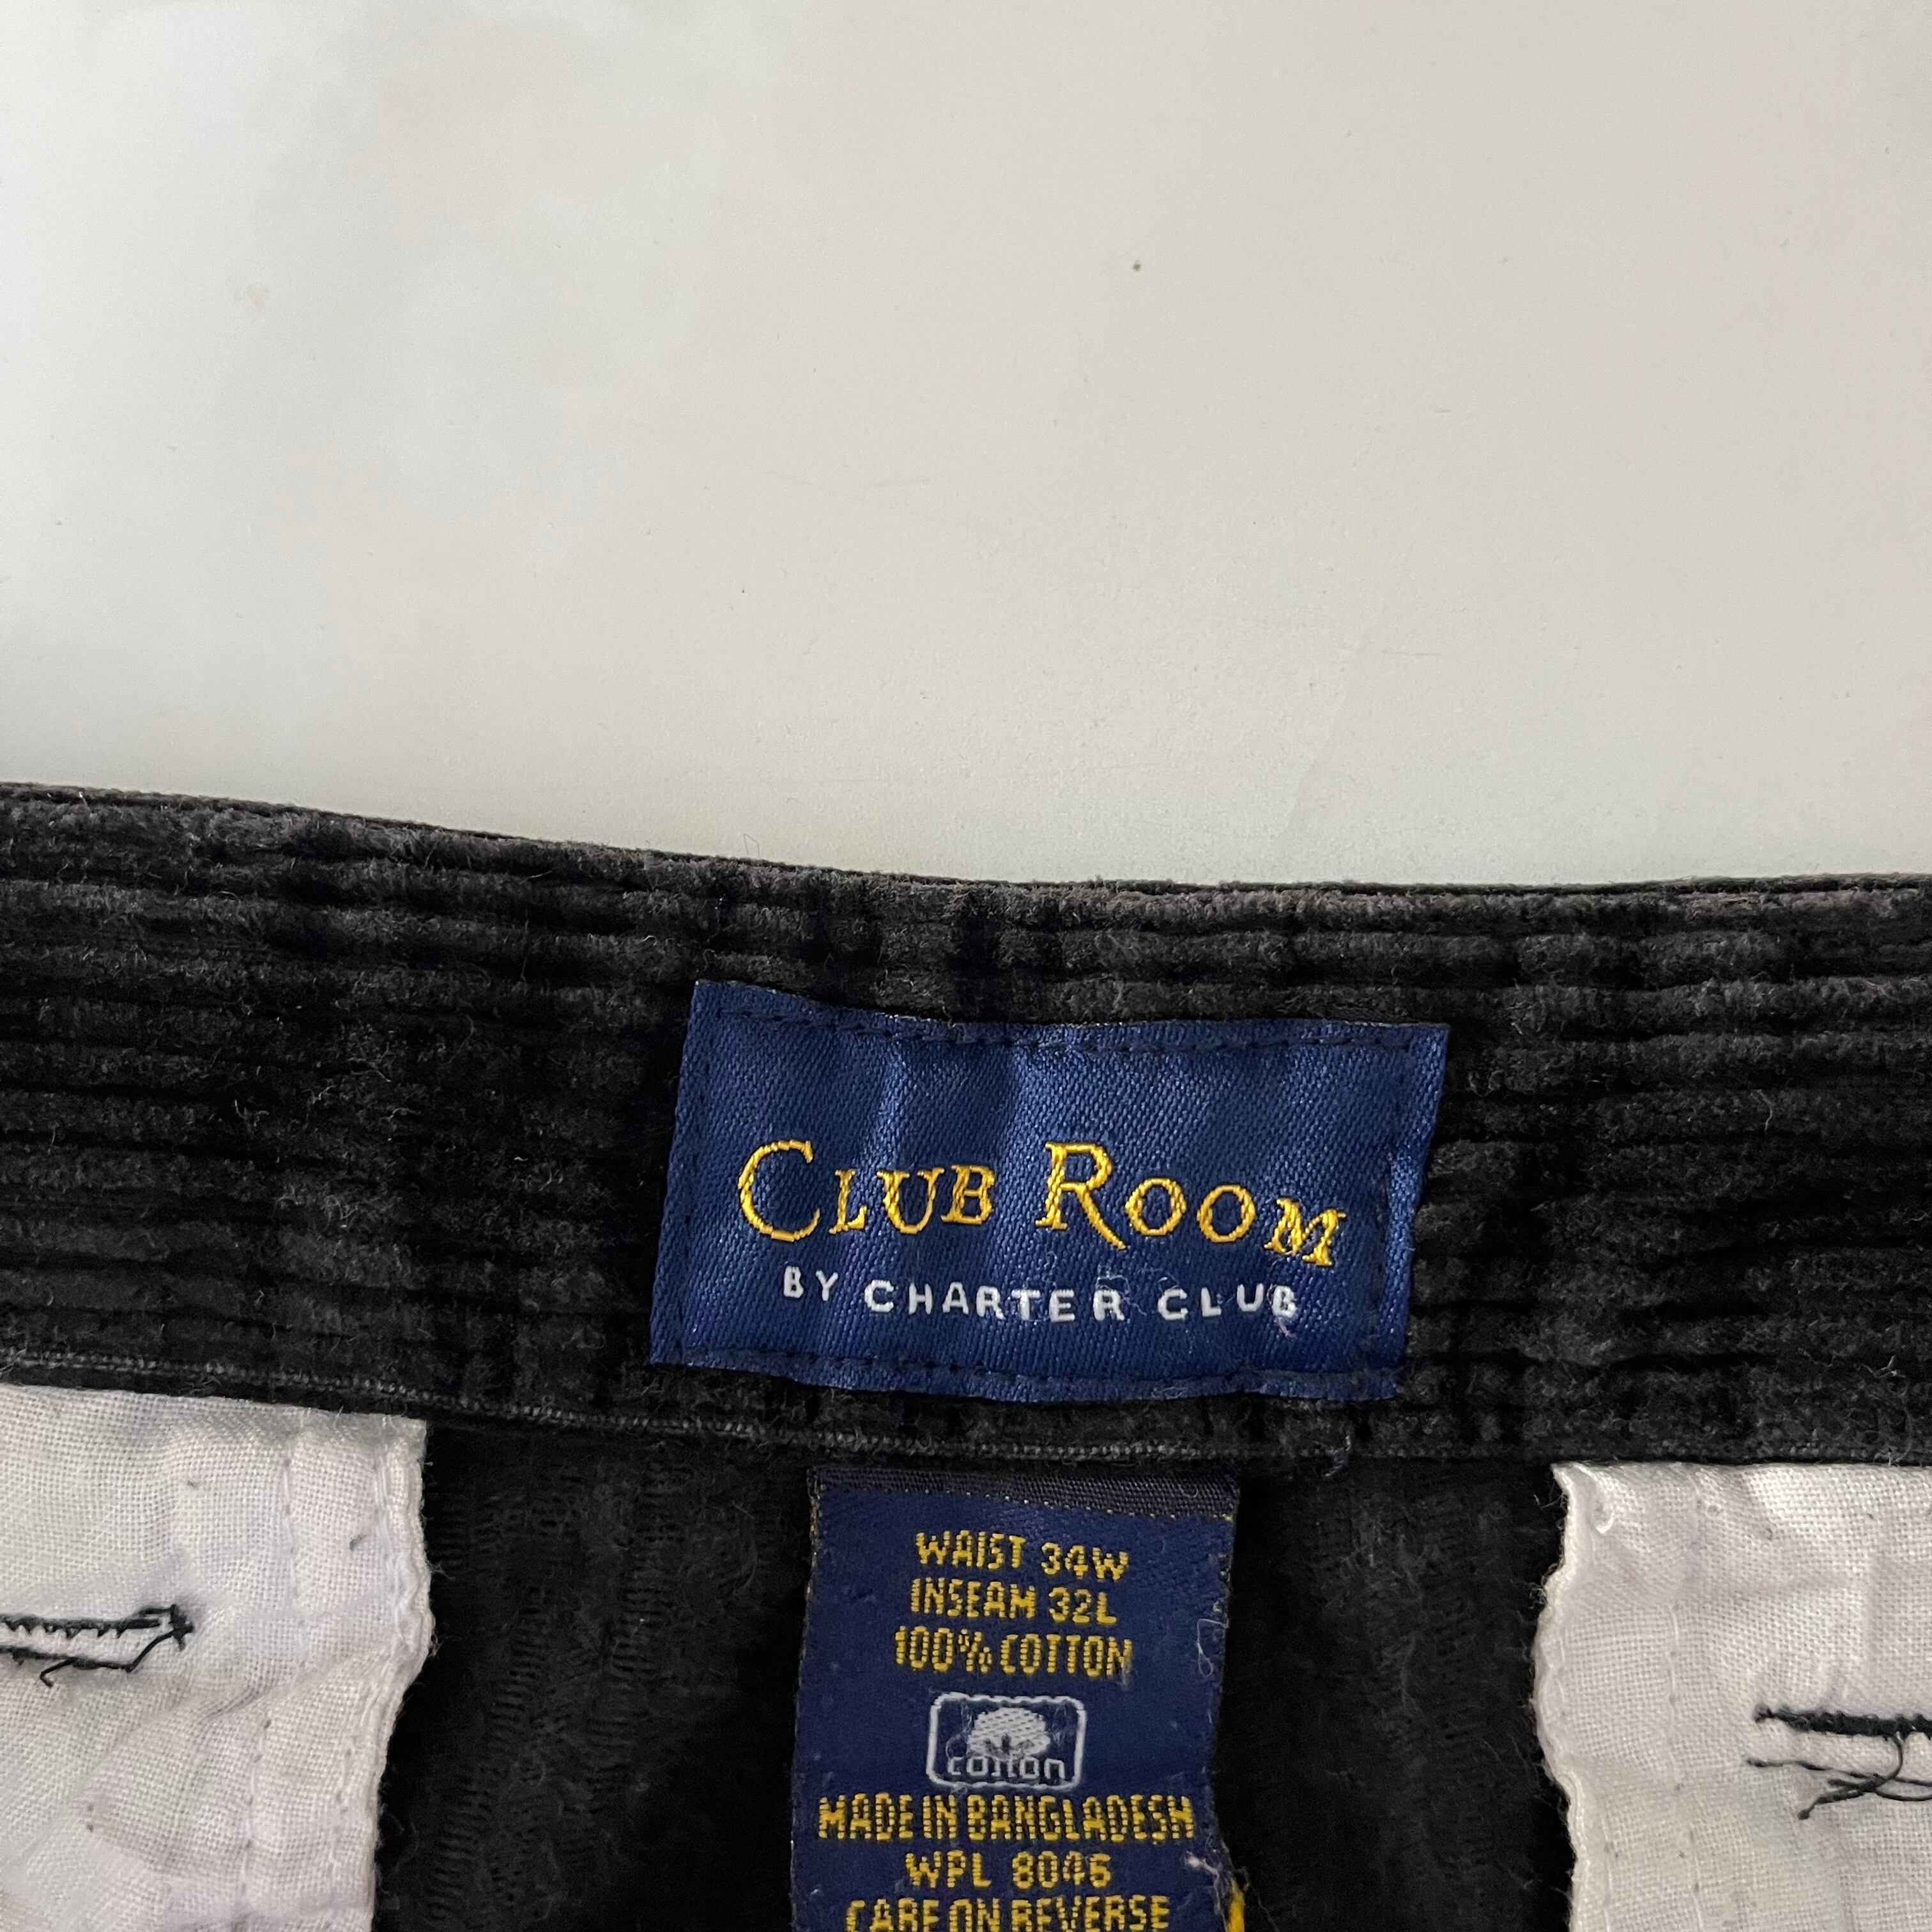 CLUB ROOM
BY CHARTER CLUB
WAIST 34W
INSEAM 32L
100% COTTON
cotton
MADE IN BANGLADESH
WPL 8046
CARE ON REVERSE